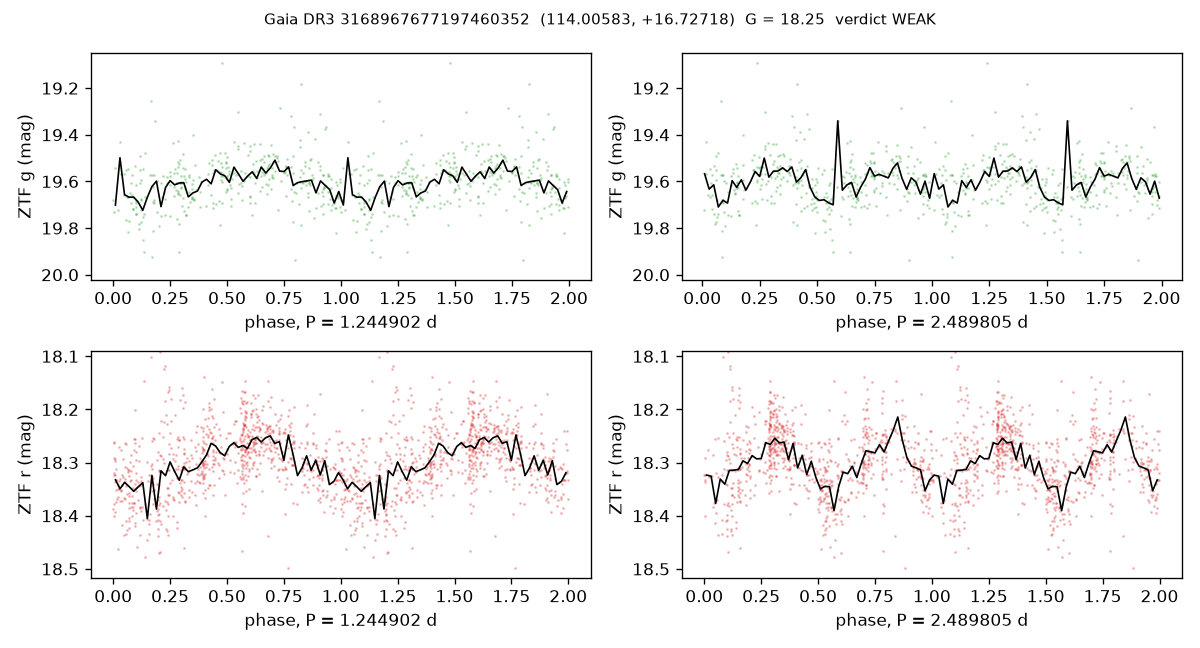 Gaia DR3 3168967677197460352  (114.00583, +16.72718)  G = 18.25  verdict WEAK
ZTF g (mag)
19.2
19.4
19.6
19.8
20.0
0.00 0.25 0.50 0.75 1.00 1.25 1.50 1.75 2.00
phase, P = 1.244902 d
ZTF g (mag)
19.2
19.4
19.6
19.8
20.0
0.00 0.25 0.50 0.75 1.00 1.25 1.50 1.75 2.00
phase, P = 2.489805 d
ZTF r (mag)
18.1
18.2
18.3
18.4
18.5
0.00 0.25 0.50 0.75 1.00 1.25 1.50 1.75 2.00
phase, P = 1.244902 d
ZTF r (mag)
18.1
18.2
18.3
18.4
18.5
0.00 0.25 0.50 0.75 1.00 1.25 1.50 1.75 2.00
phase, P = 2.489805 d